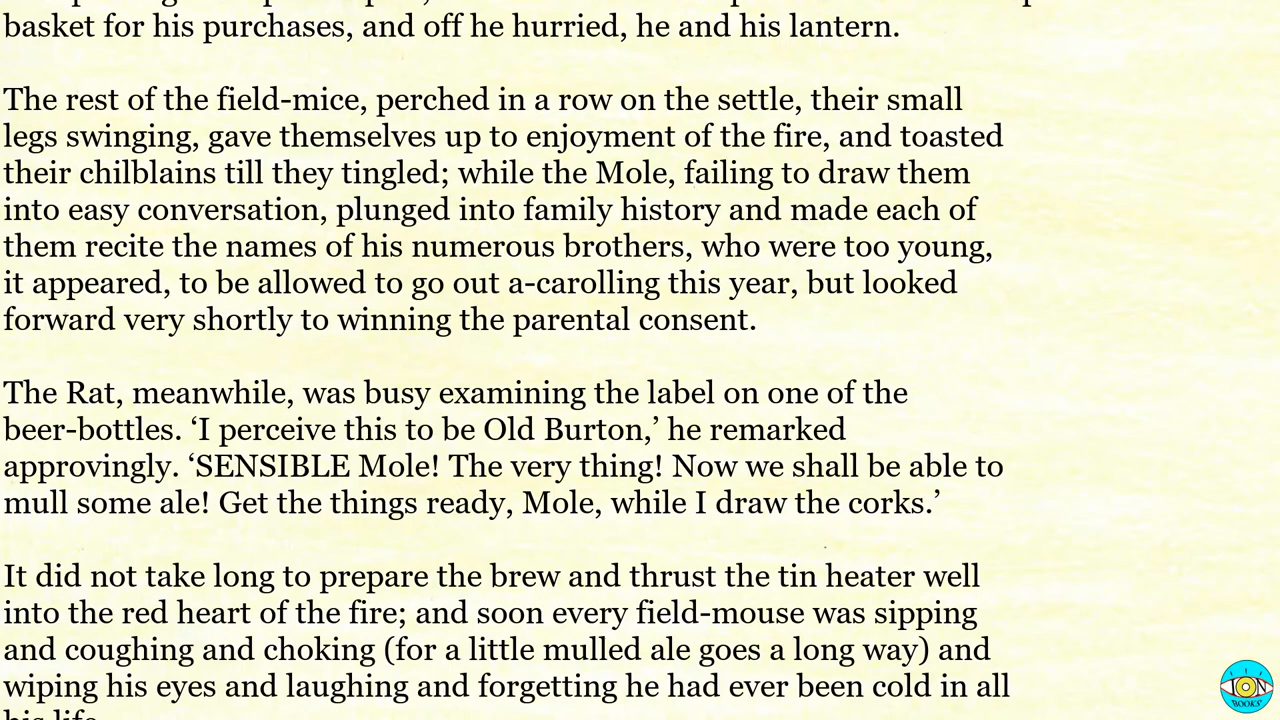 basket for his purchases, and off he hurried, he and his lantern.
The rest of the field-mice, perched in a row on the settle, their small
legs swinging, gave themselves up to enjoyment of the fire, and toasted
their chilblains till they tingled; while the Mole, failing to draw them
into easy conversation, plunged into family history and made each of
them recite the names of his numerous brothers, who were too young,
it appeared, to be allowed to go out a-carolling this year, but looked
forward very shortly to winning the parental consent.
The Rat, meanwhile, was busy examining the label on one of the
beer-bottles. ‘I perceive this to be Old Burton,’ he remarked
approvingly. ‘SENSIBLE Mole! The very thing! Now we shall be able to
mull some ale! Get the things ready, Mole, while I draw the corks.’
It did not take long to prepare the brew and thrust the tin heater well
into the red heart of the fire; and soon every field-mouse was sipping
and coughing and choking (for a little mulled ale goes a long way) and
wiping his eyes and laughing and forgetting he had ever been cold in all
his life.
ION
BOOKS